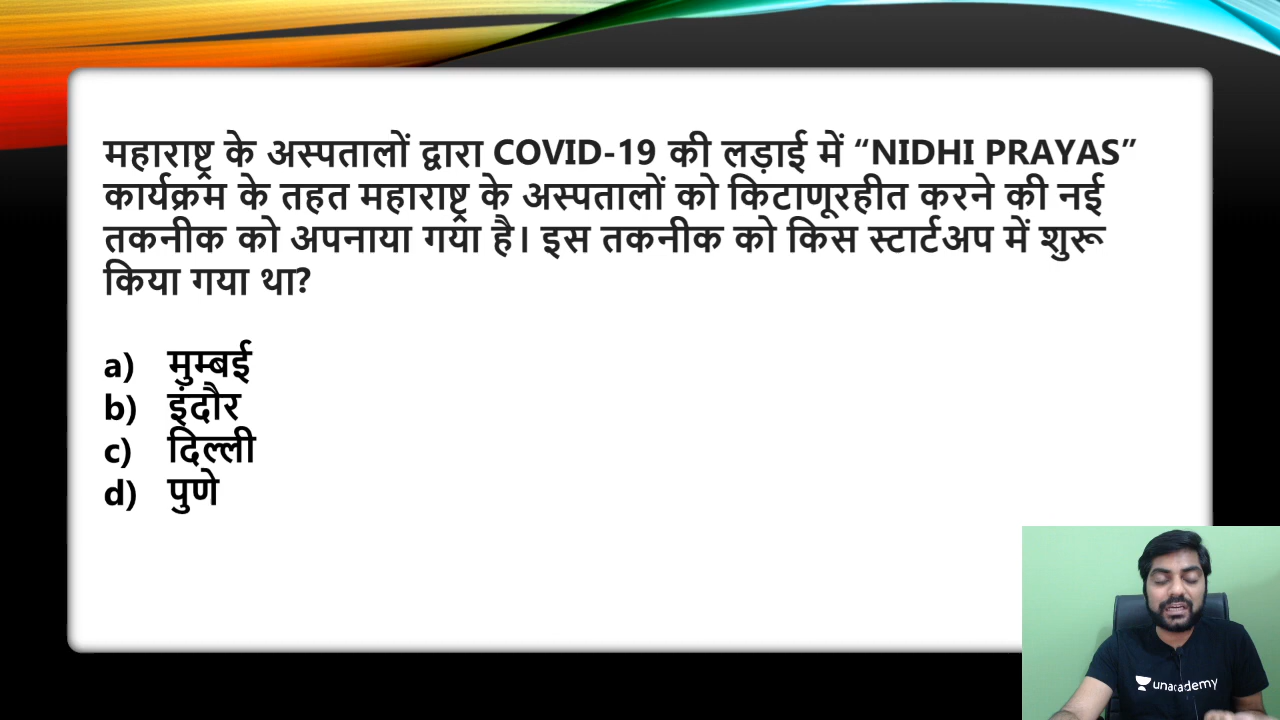 महाराष्ट्र के अस्पतालों द्वारा COVID-19 की लड़ाई में “NIDHI PRAYAS”
कार्यक्रम के तहत महाराष्ट्र के अस्पतालों को किटाणूरहीत करने की नई
तकनीक को अपनाया गया है। इस तकनीक को किस स्टार्टअप में शुरू
किया गया था?
a) मुम्बई
b) इंदौर
c) दिल्ली
d) पुणे
unacademy